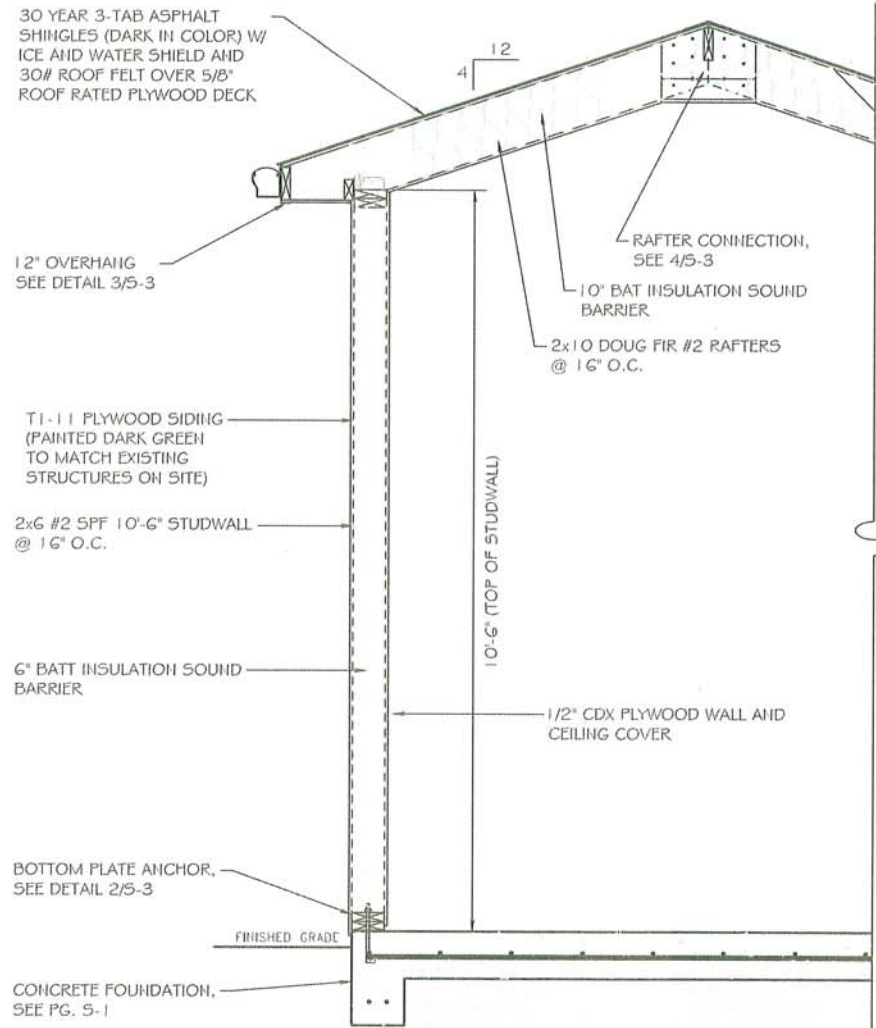 30 YEAR 3-TAB ASPHALT
SHINGLES (DARK IN COLOR) W/
ICE AND WATER SHIELD AND
30# ROOF FELT OVER 5/8"
ROOF RATED PLYWOOD DECK
12
4
12" OVERHANG
SEE DETAIL 3/S-3
RAFTER CONNECTION,
SEE 4/S-3
10" BAT INSULATION SOUND
BARRIER
2x10 DOUG FIR #2 RAFTERS
@ 16" O.C.
T1-11 PLYWOOD SIDING
(PAINTED DARK GREEN
TO MATCH EXISTING
STRUCTURES ON SITE)
2x6 #2 SPF 10'-6" STUDWALL
@ 16" O.C.
10'-6" (TOP OF STUDWALL)
6" BATT INSULATION SOUND
BARRIER
1/2" CDX PLYWOOD WALL AND
CEILING COVER
BOTTOM PLATE ANCHOR,
SEE DETAIL 2/S-3
FINISHED GRADE
CONCRETE FOUNDATION,
SEE PG. S-1